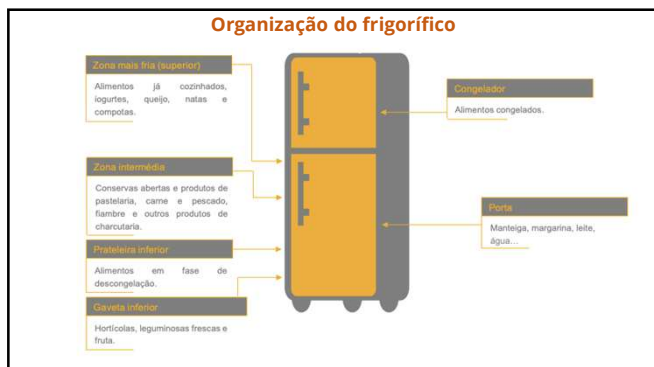 Organização do frigorífico
Zona mais fria (superior)
Alimentos já cozinhados,
iogurtes, queijo, natas e
compotas.
Zona intermédia
Conservas abertas e produtos de
pastelaria, carne e pescado,
fiambre e outros produtos de
charcutaria.
Prateleira inferior
Alimentos em fase de
descongelação.
Gaveta inferior
Hortícolas, leguminosas frescas e
fruta.
Congelador
Alimentos congelados.
Porta
Manteiga, margarina, leite,
água...